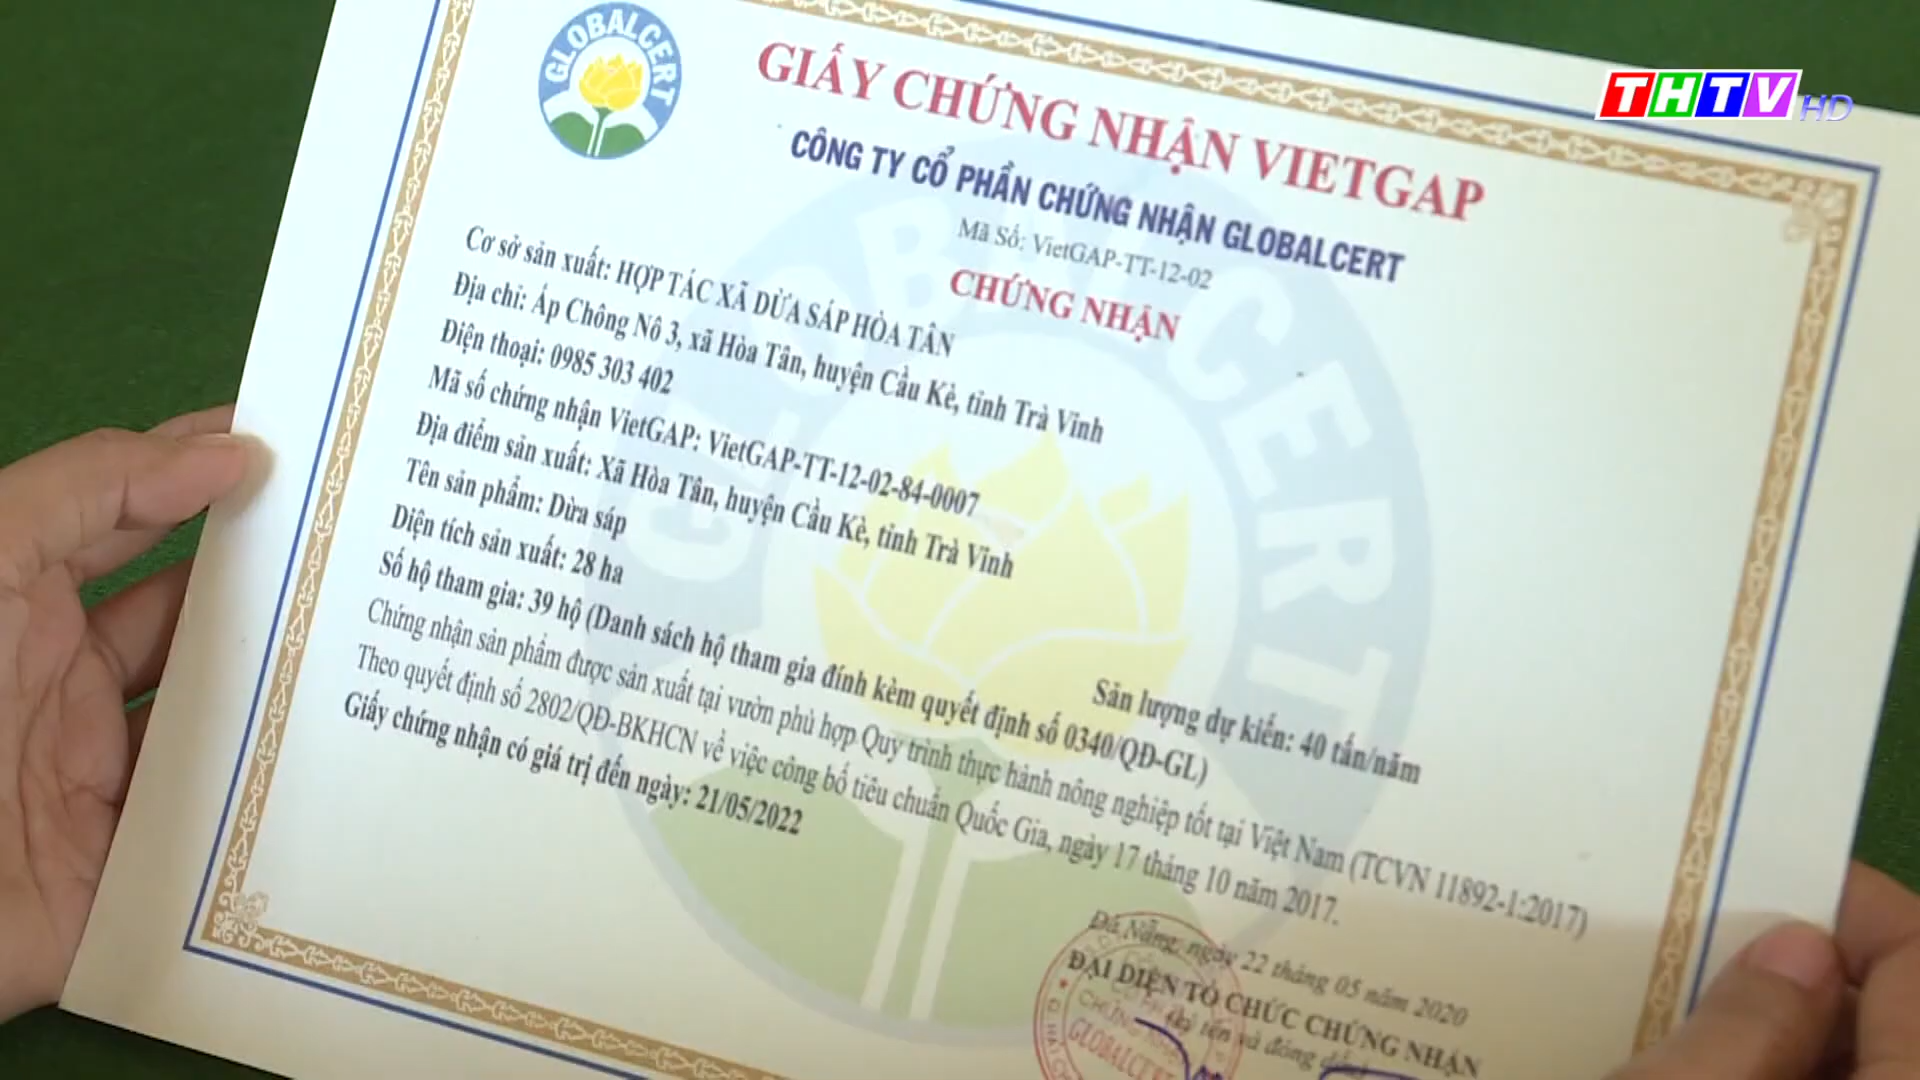 GLOBALCERT
THTV HD
GIẤY CHỨNG NHẬN VIETGAP
CÔNG TY CỔ PHẦN CHỨNG NHẬN GLOBALCERT
Mã Số: VietGAP-TT-12-02
CHỨNG NHẬN
Cơ sở sản xuất: HỢP TÁC XÃ DỪA SÁP HÒA TÂN
Địa chỉ: Ấp Chông Nô 3, xã Hòa Tân, huyện Cầu Kè, tỉnh Trà Vinh
Điện thoại: 0985 303 402
Mã số chứng nhận VietGAP: VietGAP-TT-12-02-84-0007
Địa điểm sản xuất: Xã Hòa Tân, huyện Cầu Kè, tỉnh Trà Vinh
Tên sản phẩm: Dừa sáp
Diện tích sản xuất: 28 ha
Sản lượng dự kiến: 40 tấn/năm
Số hộ tham gia: 39 hộ (Danh sách hộ tham gia đính kèm quyết định số 0340/QĐ-GL)
Chứng nhận sản phẩm được sản xuất tại vườn phù hợp Quy trình thực hành nông nghiệp tốt tại Việt Nam (TCVN 11892-1:2017)
Theo quyết định số 2802/QĐ-BKHCN về việc công bố tiêu chuẩn Quốc Gia, ngày 17 tháng 10 năm 2017.
Giấy chứng nhận có giá trị đến ngày: 21/05/2022
Đà Nẵng, ngày 22 tháng 05 năm 2020
ĐẠI DIỆN TỔ CHỨC CHỨNG NHẬN
(ký tên và đóng dấu)
GLOBALCERT